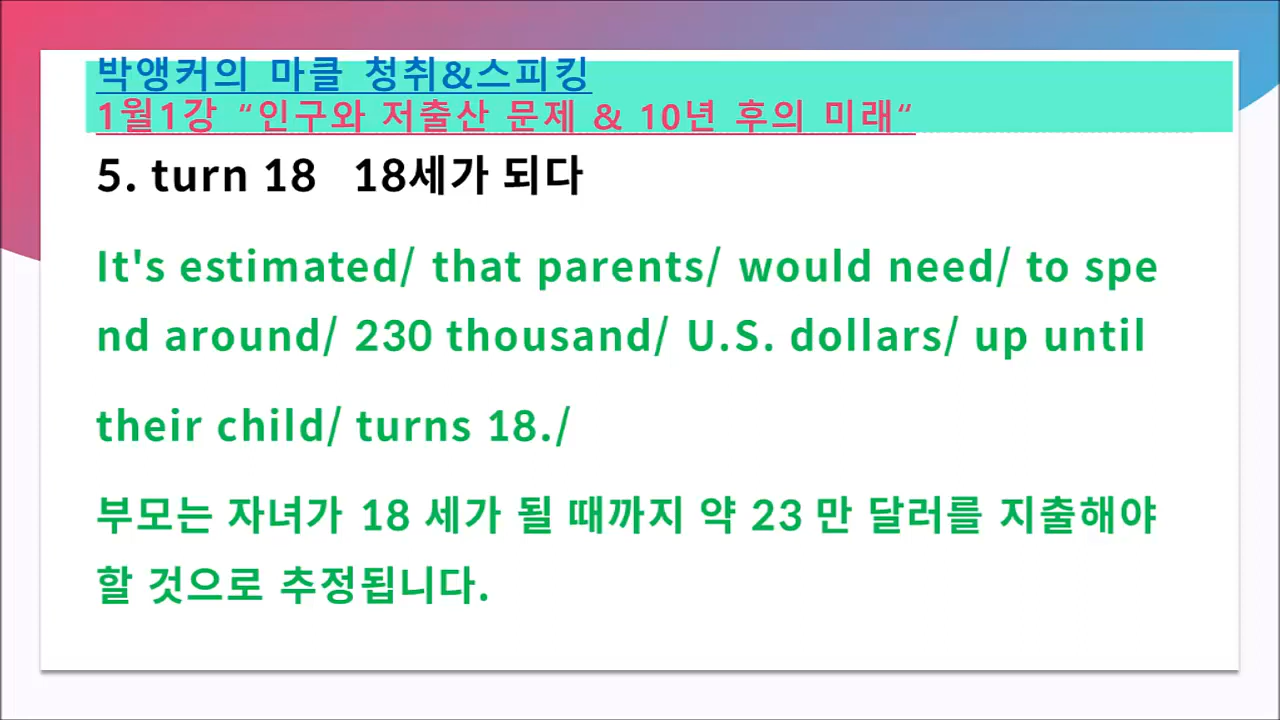 박앵커의 마클 청취&스피킹
1월1강 “인구와 저출산 문제 & 10년 후의 미래“
5. turn 18 18세가 되다
It's estimated/ that parents/ would need/ to spe
nd around/ 230 thousand/ U.S. dollars/ up until
their child/ turns 18./
부모는 자녀가 18 세가 될 때까지 약 23 만 달러를 지출해야
할 것으로 추정됩니다.